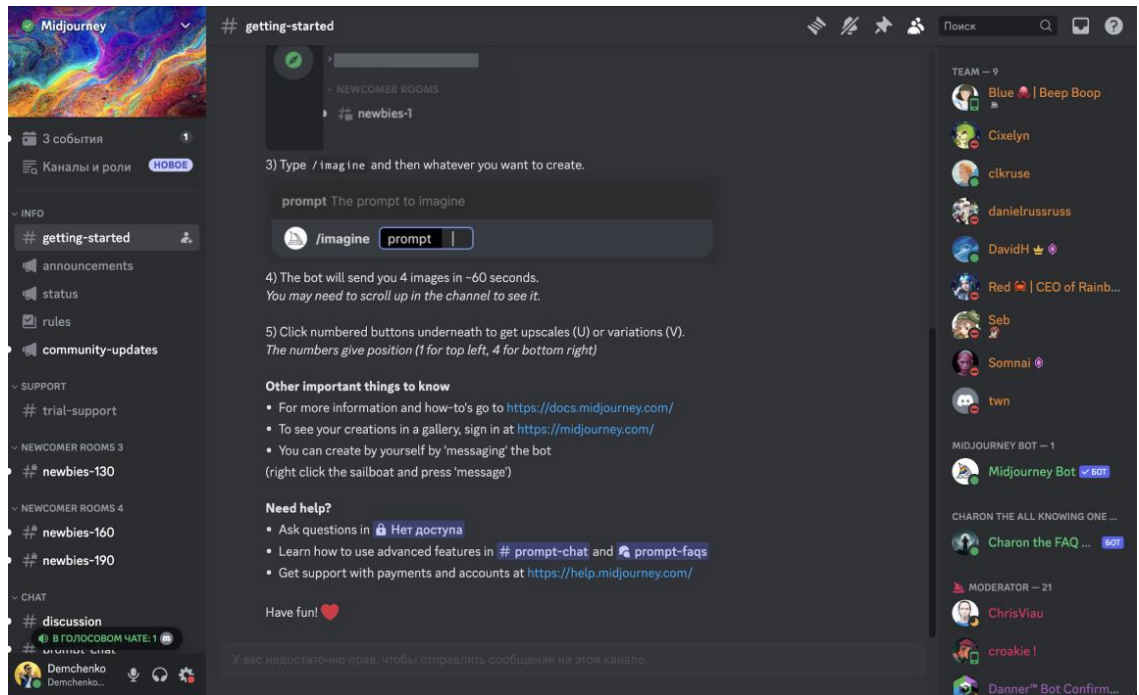 Midjourney
3 события
1
Каналы и роли
НОВОЕ
INFO
getting-started
announcements
status
rules
community-updates
SUPPORT
trial-support
NEWCOMER ROOMS 3
newbies-130
NEWCOMER ROOMS 4
newbies-160
newbies-190
CHAT
discussion
В ГОЛОСОВОМ ЧАТЕ: 1
prompt-chat
Demchenko
Demchenko...
# getting-started
Поиск
NEWCOMER ROOMS
newbies-1
3) Type /imagine and then whatever you want to create.
prompt The prompt to imagine
/imagine prompt
4) The bot will send you 4 images in ~60 seconds.
You may need to scroll up in the channel to see it.
5) Click numbered buttons underneath to get upscales (U) or variations (V).
The numbers give position (1 for top left, 4 for bottom right)
Other important things to know
• For more information and how-to's go to https://docs.midjourney.com/
• To see your creations in a gallery, sign in at https://midjourney.com/
• You can create by yourself by 'messaging' the bot
(right click the sailboat and press 'message')
Need help?
• Ask questions in Нет доступа
• Learn how to use advanced features in # prompt-chat and prompt-faqs
• Get support with payments and accounts at https://help.midjourney.com/
Have fun!
У вас недостаточно прав, чтобы отправлять сообщения на этом канале.
TEAM — 9
Blue | Beep Boop
Cixelyn
clkruse
danielrussruss
DavidH
Red | CEO of Rainb...
Seb
Somnai
twn
MIDJOURNEY BOT — 1
Midjourney Bot ✓ БОТ
CHARON THE ALL KNOWING ONE ...
Charon the FAQ ... БОТ
MODERATOR — 21
ChrisViau
croakie !
Danner™ Bot Confirm...